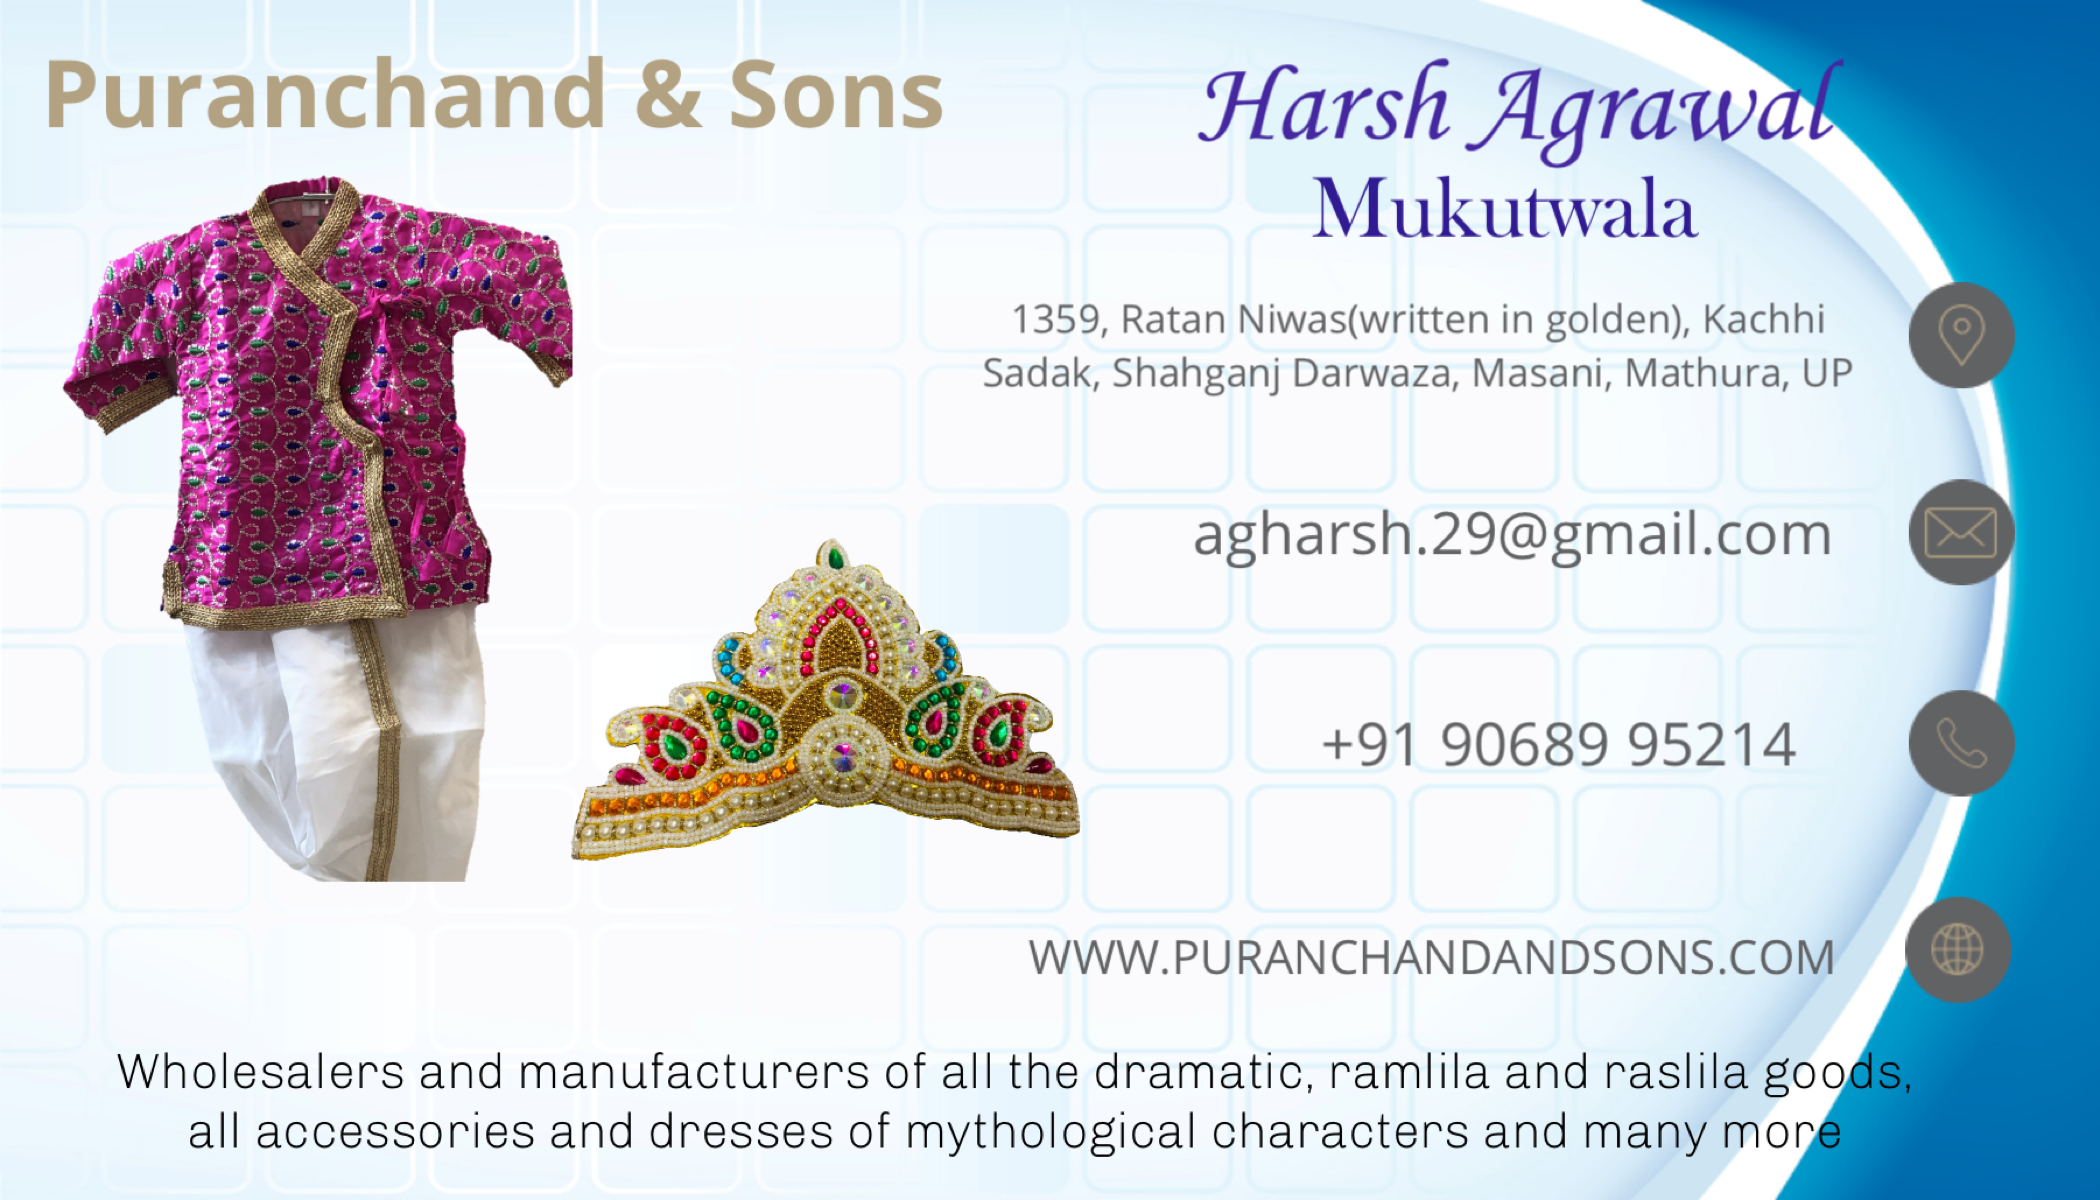 Puranchand & Sons
Harsh Agrawal
Mukutwala
1359, Ratan Niwas(written in golden), Kachhi
Sadak, Shahganj Darwaza, Masani, Mathura, UP
agharsh.29@gmail.com
+91 90689 95214
WWW.PURANCHANDANDSONS.COM
Wholesalers and manufacturers of all the dramatic, ramlila and raslila goods,
all accessories and dresses of mythological characters and many more